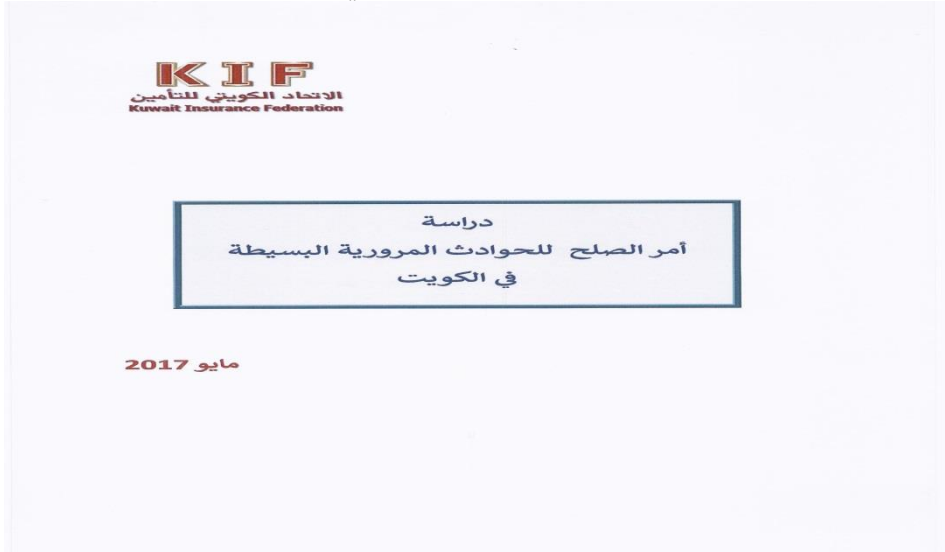 KIF
الاتحاد الكويتي للتأمين
Kuwait Insurance Federation
دراسة
أمر الصلح للحوادث المرورية البسيطة
في الكويت
مايو 2017